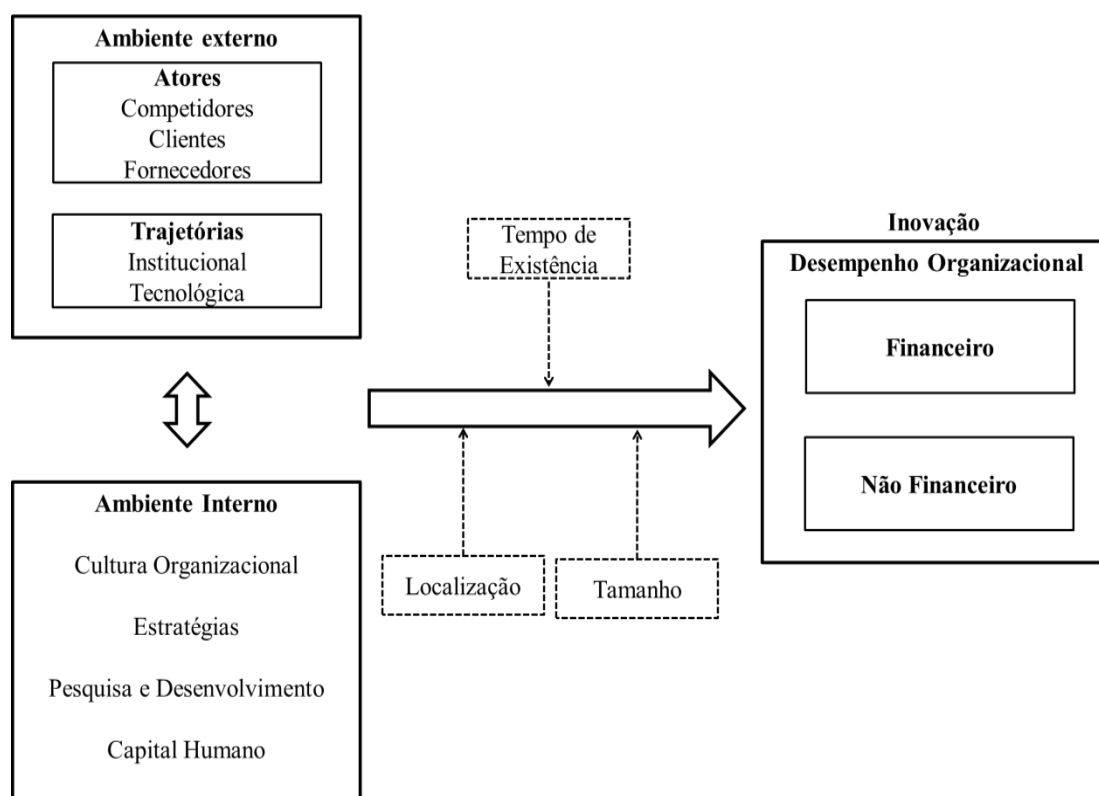 Ambiente externo
Atores
Competidores
Clientes
Fornecedores
Trajetórias
Institucional
Tecnológica
Ambiente Interno
Cultura Organizacional
Estratégias
Pesquisa e Desenvolvimento
Capital Humano
Tempo de
Existência
Localização
Tamanho
Inovação
Desempenho Organizacional
Financeiro
Não Financeiro